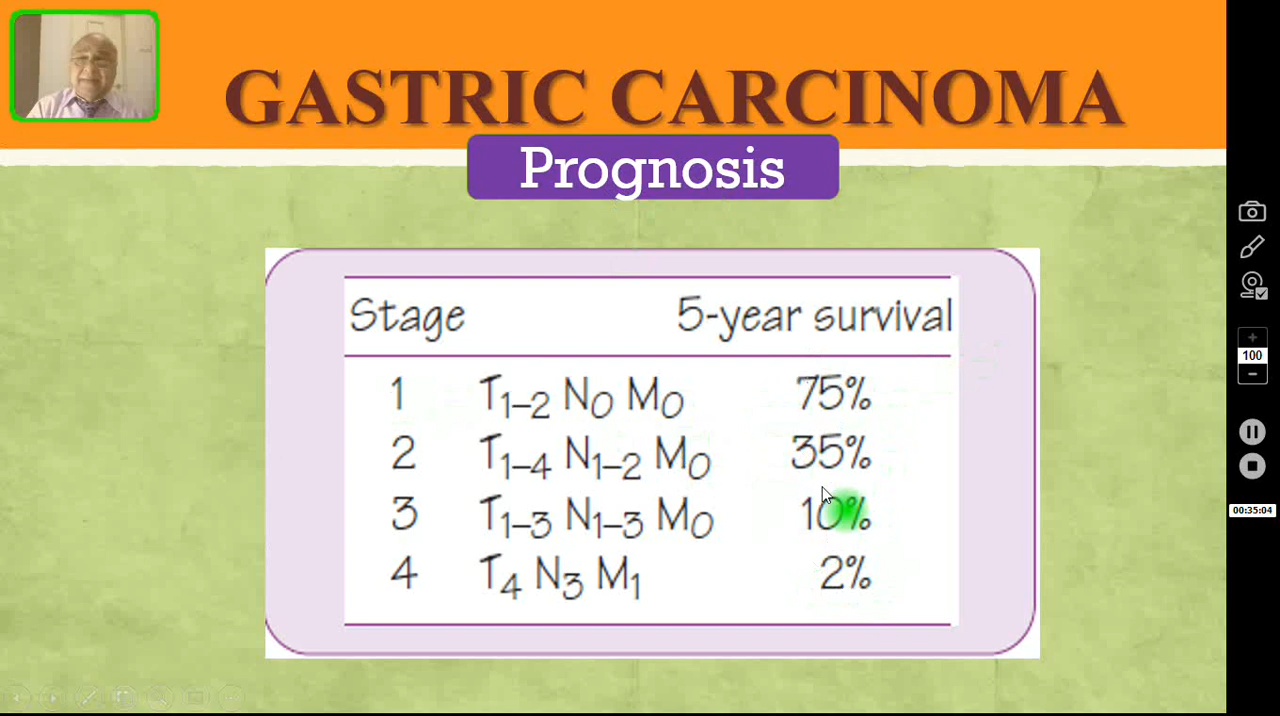 GASTRIC CARCINOMA
Prognosis
Stage 5-year survival
1 T1–2 N0 M0 75%
2 T1–4 N1–2 M0 35%
3 T1–3 N1–3 M0 10%
4 T4 N3 M1 2%
100
00:35:04